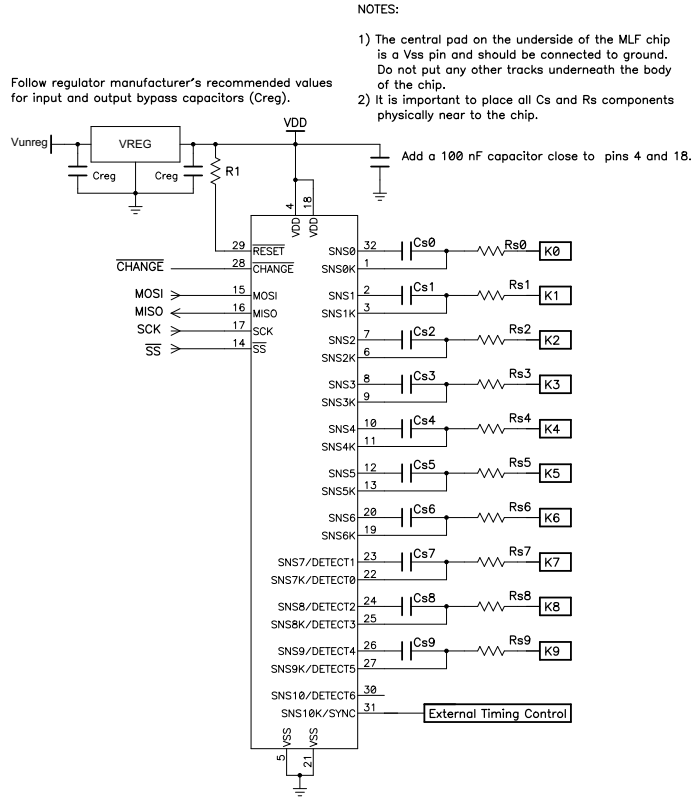 NOTES:
1) The central pad on the underside of the MLF chip
is a Vss pin and should be connected to ground.
Do not put any other tracks underneath the body
of the chip.
2) It is important to place all Cs and Rs components
physically near to the chip.
Follow regulator manufacturer's recommended values
for input and output bypass capacitors (Creg).
VDD
Vunreg
VREG
Creg
Creg
R1
Add a 100 nF capacitor close to pins 4 and 18.
4
18
VDD
VDD
29
RESET
CHANGE
28
CHANGE
MOSI
15
MOSI
MISO
16
MISO
SCK
17
SCK
SS
14
SS
SNS0
32
Cs0
Rs0
K0
SNS0K
1
SNS1
2
Cs1
Rs1
K1
SNS1K
3
SNS2
7
Cs2
Rs2
K2
SNS2K
6
SNS3
8
Cs3
Rs3
K3
SNS3K
9
SNS4
10
Cs4
Rs4
K4
SNS4K
11
SNS5
12
Cs5
Rs5
K5
SNS5K
13
SNS6
20
Cs6
Rs6
K6
SNS6K
19
SNS7/DETECT1
23
Cs7
Rs7
K7
SNS7K/DETECT0
22
SNS8/DETECT2
24
Cs8
Rs8
K8
SNS8K/DETECT3
25
SNS9/DETECT4
26
Cs9
Rs9
K9
SNS9K/DETECT5
27
SNS10/DETECT6
30
SNS10K/SYNC
31
External Timing Control
VSS
VSS
5
21